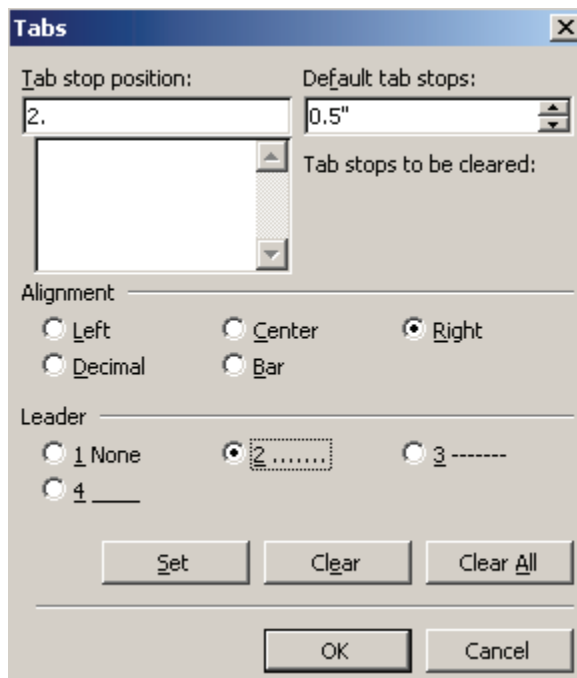 Tabs
Tab stop position: Default tab stops:
2. 0.5"
Tab stops to be cleared:
Alignment
Left Center Right
Decimal Bar
Leader
1 None 2 ....... 3 -------
4 ____
Set Clear Clear All
OK Cancel